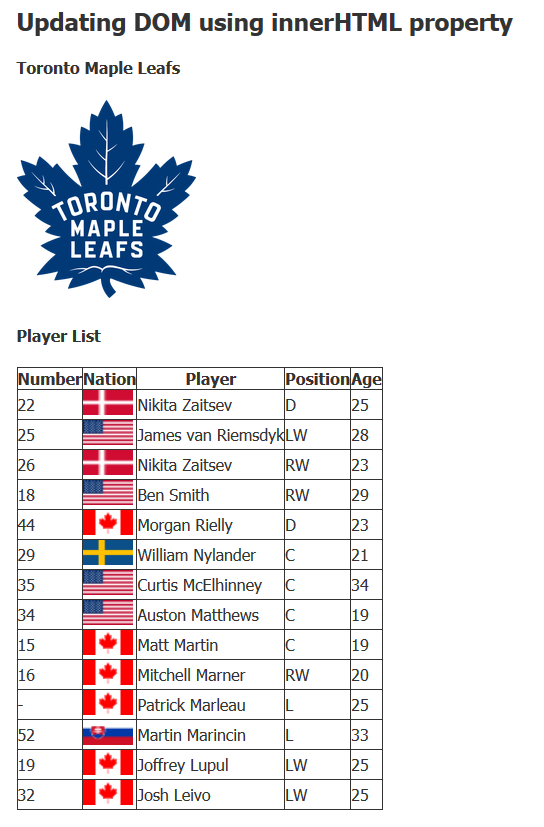 Updating DOM using innerHTML property
Toronto Maple Leafs
TORONTO
MAPLE
LEAFS
Player List
Number Nation Player Position Age
22 Nikita Zaitsev D 25
25 James van Riemsdyk LW 28
26 Nikita Zaitsev RW 23
18 Ben Smith RW 29
44 Morgan Rielly D 23
29 William Nylander C 21
35 Curtis McElhinney C 34
34 Auston Matthews C 19
15 Matt Martin C 19
16 Mitchell Marner RW 20
- Patrick Marleau L 25
52 Martin Marincin L 33
19 Joffrey Lupul LW 25
32 Josh Leivo LW 25